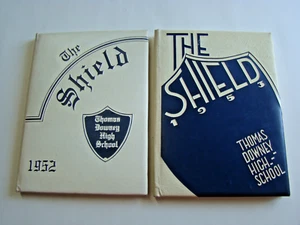 The
Shield
Thomas
Downey
High
School
1952
THE
SHIELD
1953
THOMAS
DOWNEY
HIGH-
SCHOOL